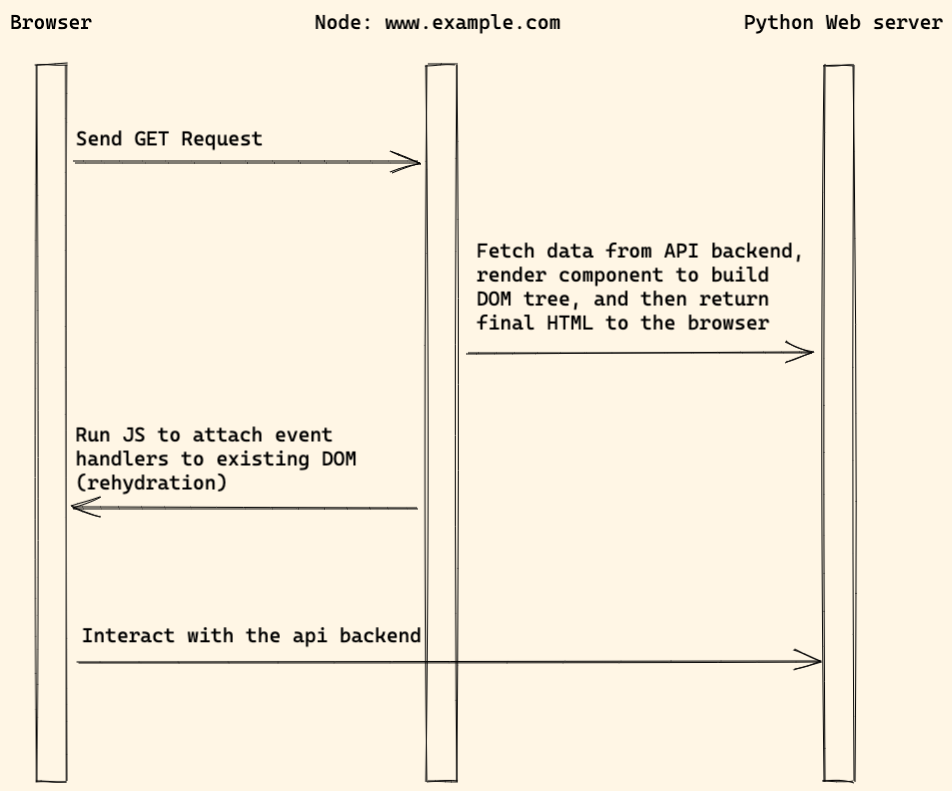 Browser
Node: www.example.com
Python Web server
Send GET Request
Fetch data from API backend,
render component to build
DOM tree, and then return
final HTML to the browser
Run JS to attach event
handlers to existing DOM
(rehydration)
Interact with the api backend